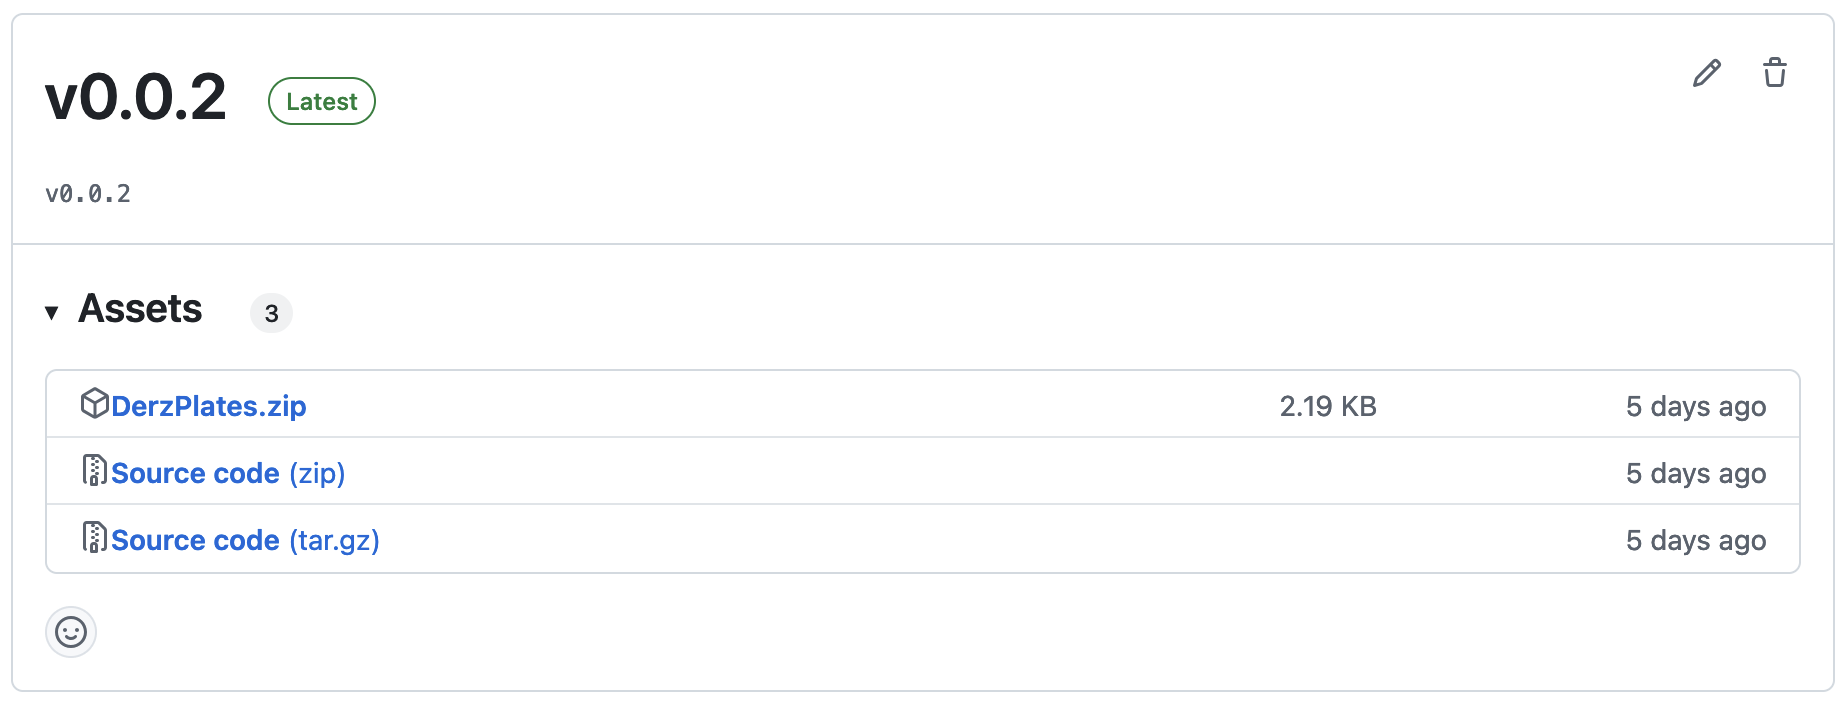 v0.0.2 Latest
v0.0.2
Assets 3
DerzPlates.zip 2.19 KB 5 days ago
Source code (zip) 5 days ago
Source code (tar.gz) 5 days ago